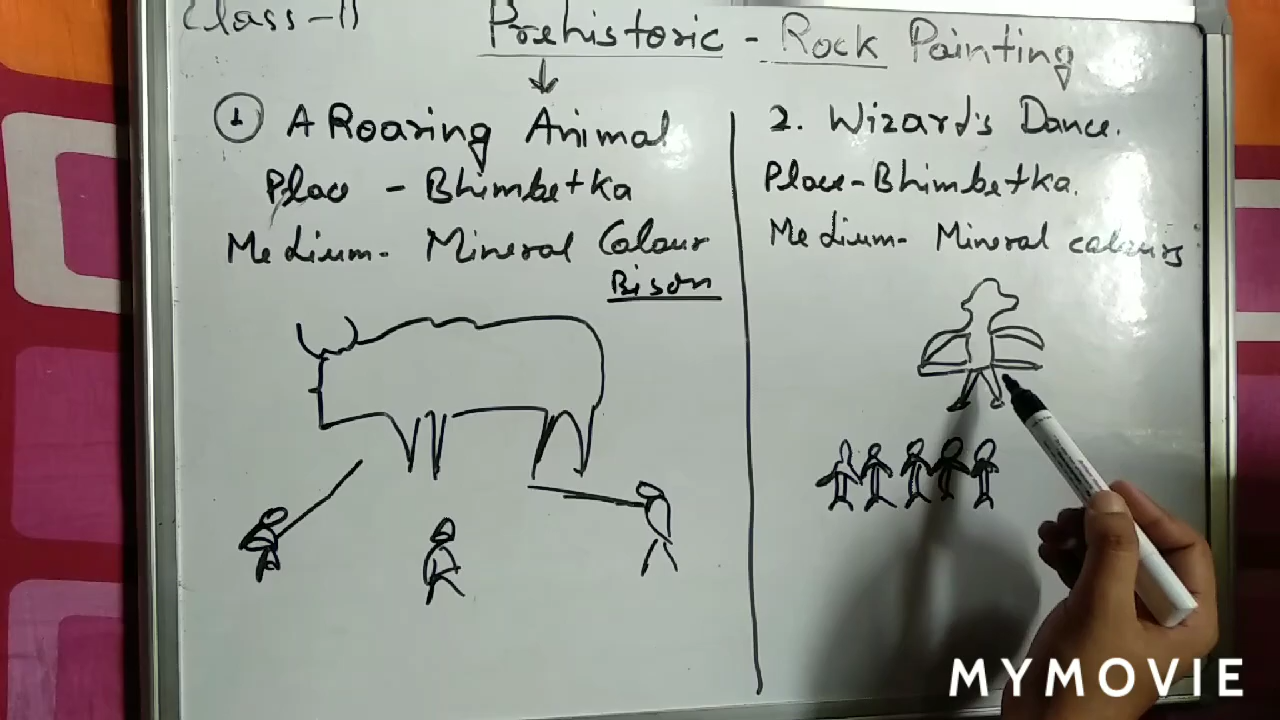 Class-11
Prehistoric - Rock Painting
1 A Roaring Animal
Place - Bhimbetka
Medium- Mineral Colour
Bison
2. Wizard's Dance.
Place-Bhimbetka.
Medium- Mineral colours
MYMOVIE